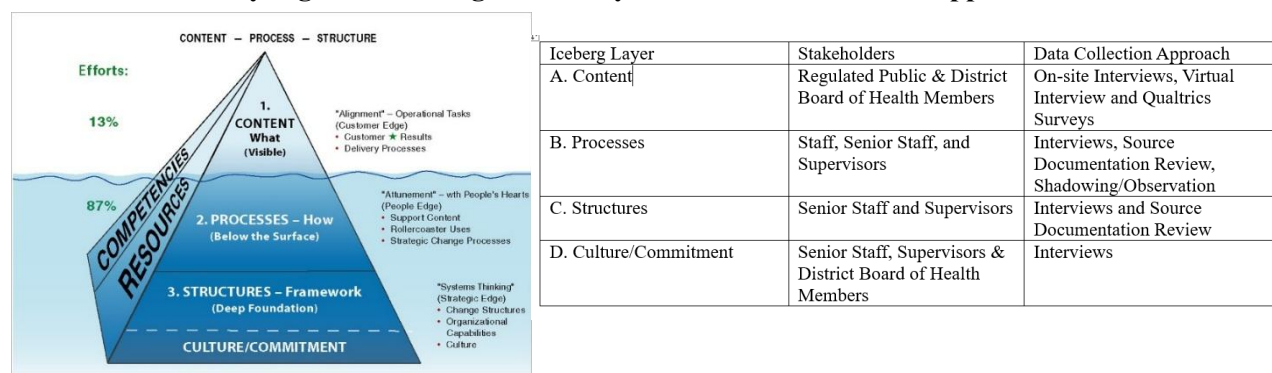 CONTENT – PROCESS – STRUCTURE
Efforts:
13%
87%
COMPETENCIES
RESOURCES
1.
CONTENT
What
(Visible)
"Alignment" – Operational Tasks
(Customer Edge)
• Customer ★ Results
• Delivery Processes
2. PROCESSES – How
(Below the Surface)
"Attunement" – wth People's Hearts
(People Edge)
• Support Content
• Rollercoaster Uses
• Strategic Change Processes
3. STRUCTURES – Framework
(Deep Foundation)
"Systems Thinking"
(Strategic Edge)
• Change Structures
• Organizational
Capabilities
• Culture
CULTURE/COMMITMENT
Iceberg Layer
Stakeholders
Data Collection Approach
A. Content
Regulated Public & District
Board of Health Members
On-site Interviews, Virtual
Interview and Qualtrics
Surveys
B. Processes
Staff, Senior Staff, and
Supervisors
Interviews, Source
Documentation Review,
Shadowing/Observation
C. Structures
Senior Staff and Supervisors
Interviews and Source
Documentation Review
D. Culture/Commitment
Senior Staff, Supervisors &
District Board of Health
Members
Interviews